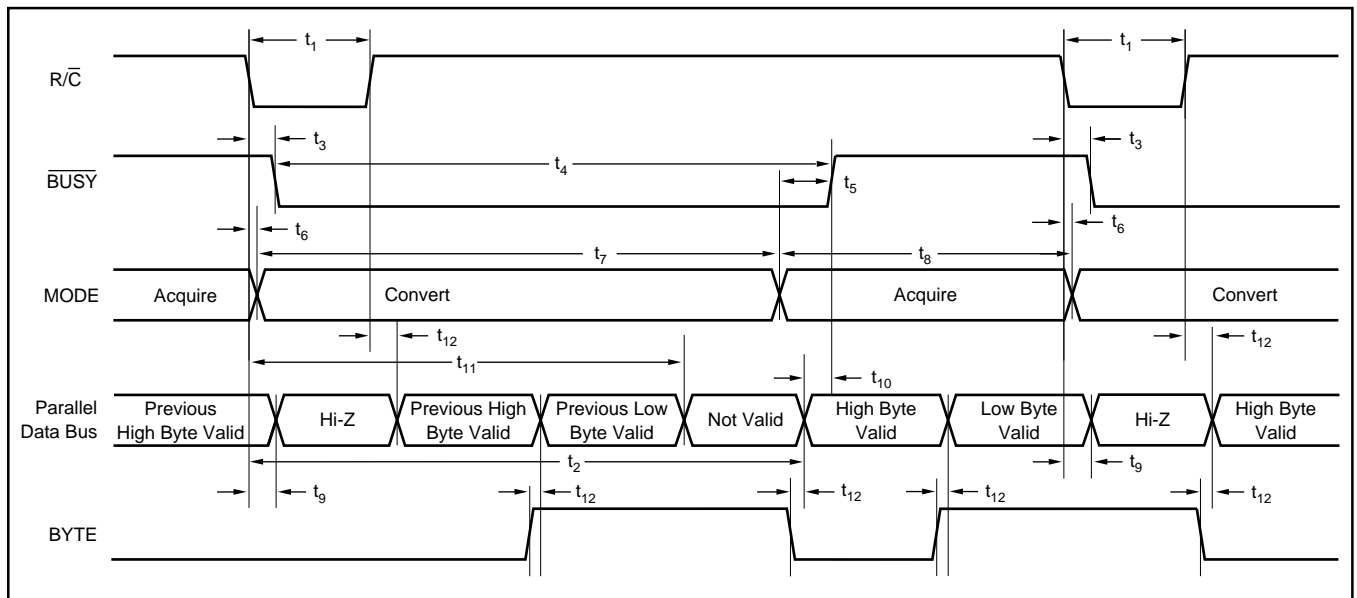 t1 t1
R/C̅
t3 t3
t4
B̅U̅S̅Y̅
t5
t6 t6
t7 t8
MODE Acquire Convert Acquire Convert
t12 t12
t11
t10
Parallel
Data Bus
Previous
High Byte Valid
Hi-Z
Previous High
Byte Valid
Previous Low
Byte Valid
Not Valid
High Byte
Valid
Low Byte
Valid
Hi-Z
High Byte
Valid
t2
t9 t9
t12 t12 t12 t12
BYTE